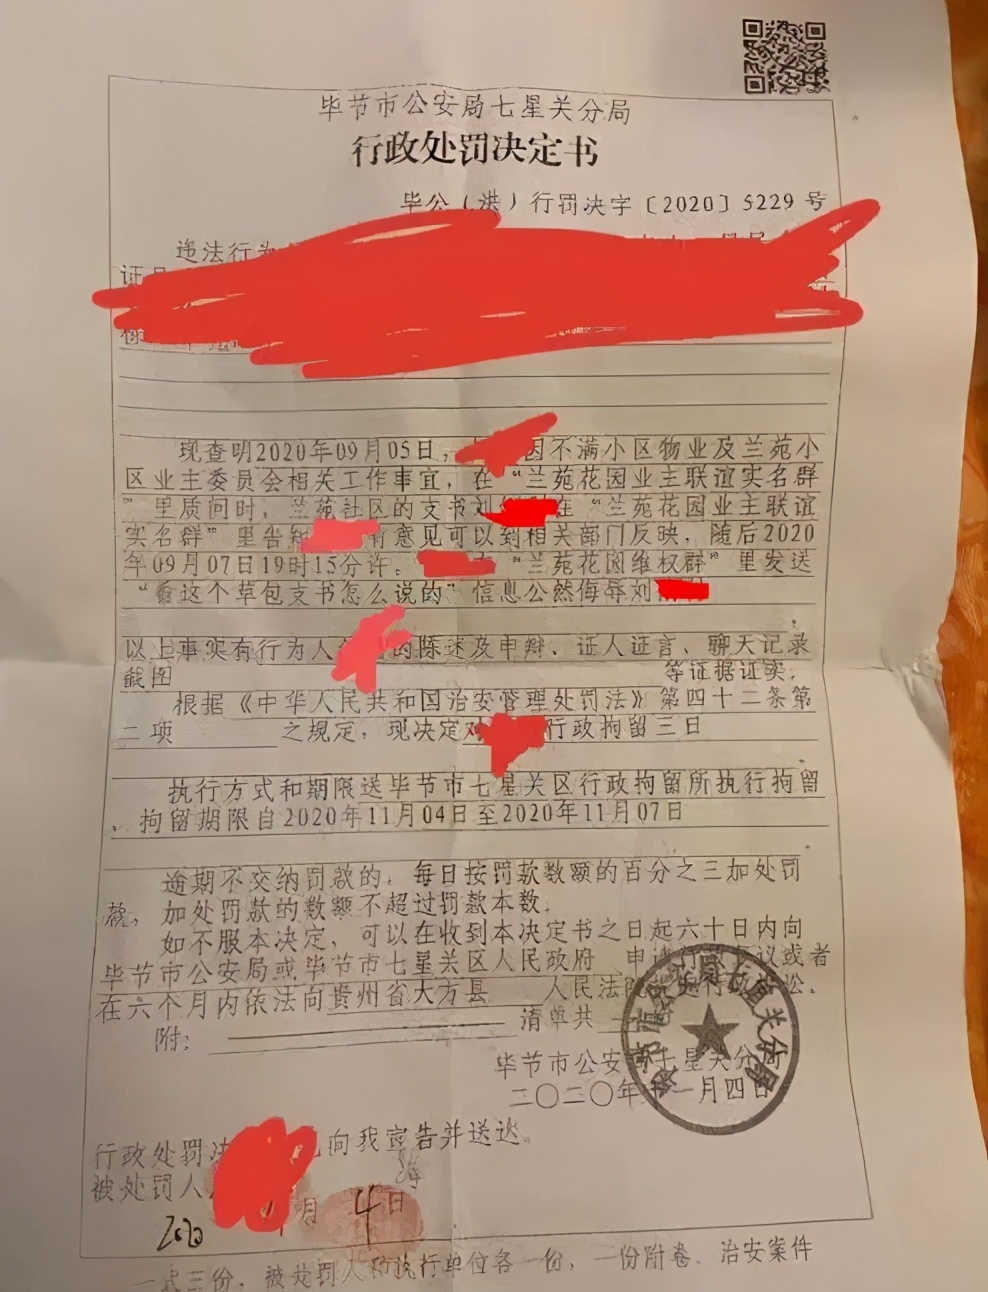 毕节市公安局七星关分局
行政处罚决定书
毕公(洪)行罚决字〔2020〕5229号
违法行为
证
现查明2020年09月05日,因不满小区物业及兰苑小
区业主委员会相关工作事宜,在“兰苑花园业主联谊实名群
”里质问时,兰苑社区的支书刘在“兰苑花园业主联谊
实名群”里告知有意见可以到相关部门反映,随后2020
年09月07日19时15分许,在“兰苑花园维权群”里发送
“看这个草包支书怎么说的”信息公然侮辱刘
以上事实有行为人的陈述及申辩、证人证言、聊天记录
截图 等证据证实。
根据《中华人民共和国治安管理处罚法》第四十二条第
二项 之规定,现决定对行政拘留三日
执行方式和期限送毕节市七星关区行政拘留所执行拘留
,拘留期限自2020年11月04日至2020年11月07日
逾期不交纳罚款的,每日按罚款数额的百分之三加处罚
款,加处罚款的数额不超过罚款本数。
如不服本决定,可以在收到本决定书之日起六十日内向
毕节市公安局或毕节市七星关区人民政府 申请行政复议或者
在六个月内依法向贵州省大方县 人民法院提起行政诉讼。
附: 清单共
毕节市公安局七星关分局
二〇二〇年十一月四日
行政处罚决 向我宣告并送达。
被处罚人
2020 月 4日
一式三份,被处罚人和执行单位各一份,一份附卷。治安案件